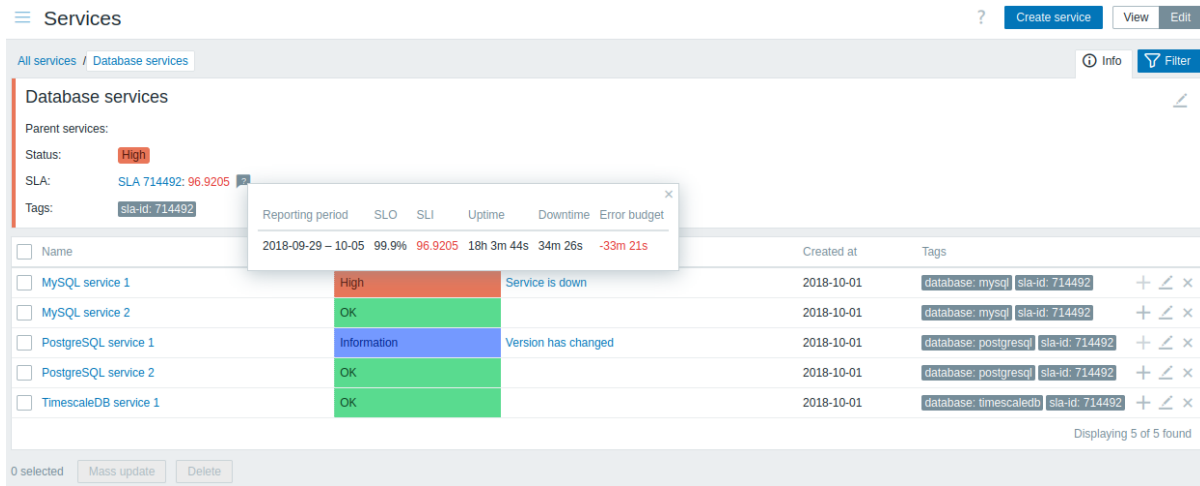 Services ? Create service View Edit
All services / Database services Info Filter
Database services
Parent services:
Status: High
SLA: SLA 714492: 96.9205 ?
Tags: sla-id: 714492
Reporting period SLO SLI Uptime Downtime Error budget
2018-09-29 – 10-05 99.9% 96.9205 18h 3m 44s 34m 26s -33m 21s
Name Created at Tags
MySQL service 1 High Service is down 2018-10-01 database: mysql sla-id: 714492
MySQL service 2 OK 2018-10-01 database: mysql sla-id: 714492
PostgreSQL service 1 Information Version has changed 2018-10-01 database: postgresql sla-id: 714492
PostgreSQL service 2 OK 2018-10-01 database: postgresql sla-id: 714492
TimescaleDB service 1 OK 2018-10-01 database: timescaledb sla-id: 714492
Displaying 5 of 5 found
0 selected Mass update Delete